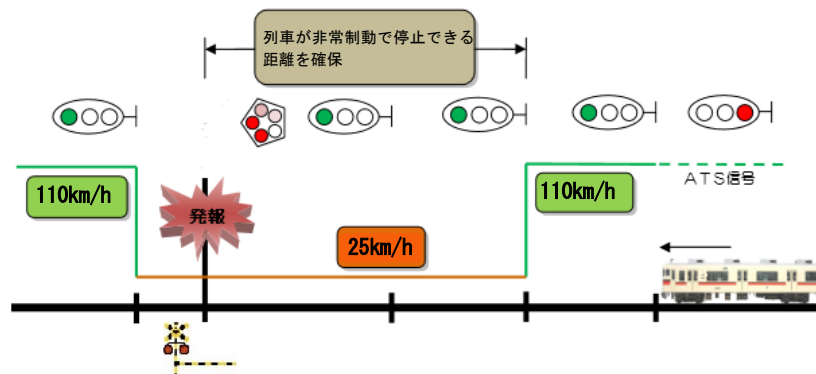 列車が非常制動で停止できる
距離を確保
110km/h
発報
25km/h
110km/h
ATS信号